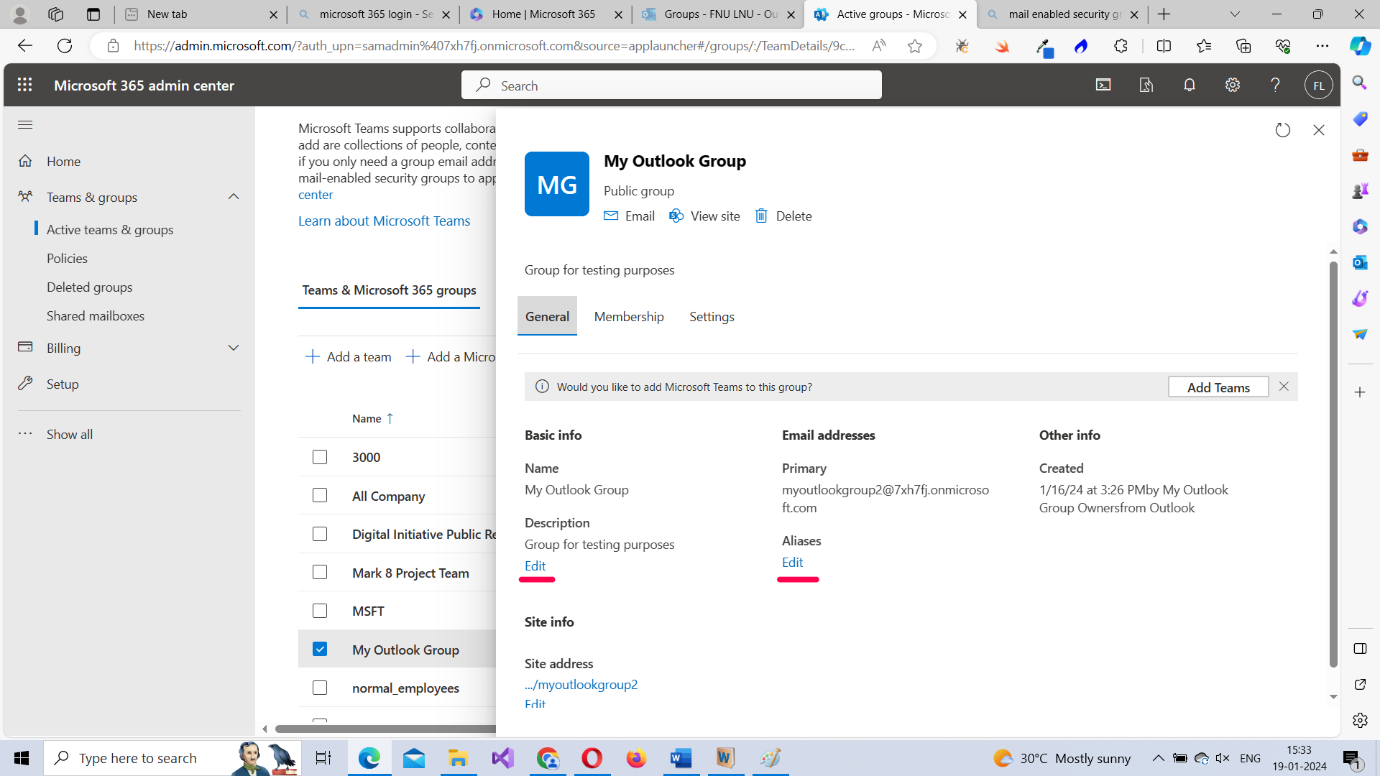 New tab
microsoft 365 login - Se
Home | Microsoft 365
Groups - FNU LNU - Ou
Active groups - Microso
mail enabled security g
https://admin.microsoft.com/?auth_upn=samadmin%407xh7fj.onmicrosoft.com&source=applauncher#/groups/:/TeamDetails/9c...
Microsoft 365 admin center
Search
FL
Home
Teams & groups
Active teams & groups
Policies
Deleted groups
Shared mailboxes
Billing
Setup
Show all
Microsoft Teams supports collabora
add are collections of people, conte
if you only need a group email addr
mail-enabled security groups to app
center
Learn about Microsoft Teams
Teams & Microsoft 365 groups
Add a team
Add a Micro
Name ↑
3000
All Company
Digital Initiative Public Re
Mark 8 Project Team
MSFT
My Outlook Group
normal_employees
MG
My Outlook Group
Public group
Email
View site
Delete
Group for testing purposes
General
Membership
Settings
Would you like to add Microsoft Teams to this group?
Add Teams
Basic info
Name
My Outlook Group
Description
Group for testing purposes
Edit
Email addresses
Primary
myoutlookgroup2@7xh7fj.onmicroso
ft.com
Aliases
Edit
Other info
Created
1/16/24 at 3:26 PMby My Outlook
Group Ownersfrom Outlook
Site info
Site address
.../myoutlookgroup2
Edit
Type here to search
30°C Mostly sunny
ENG
15:33
19-01-2024
1